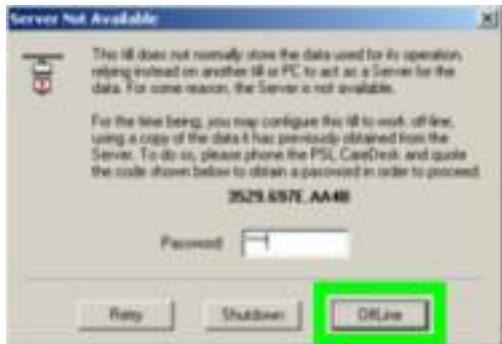 Server Not Available
This till does not normally store the data used for its operation,
relying instead on another till or PC to act as a Server for the
data. For some reason, the Server is not available.
For the time being, you may configure this till to work off-line,
using a copy of the data it has previously obtained from the
Server. To do so, please phone the PSL CareDesk and quote
the code shown below to obtain a password in order to proceed.
3529.697E.AA4B
Password
Retry
Shutdown
OffLine